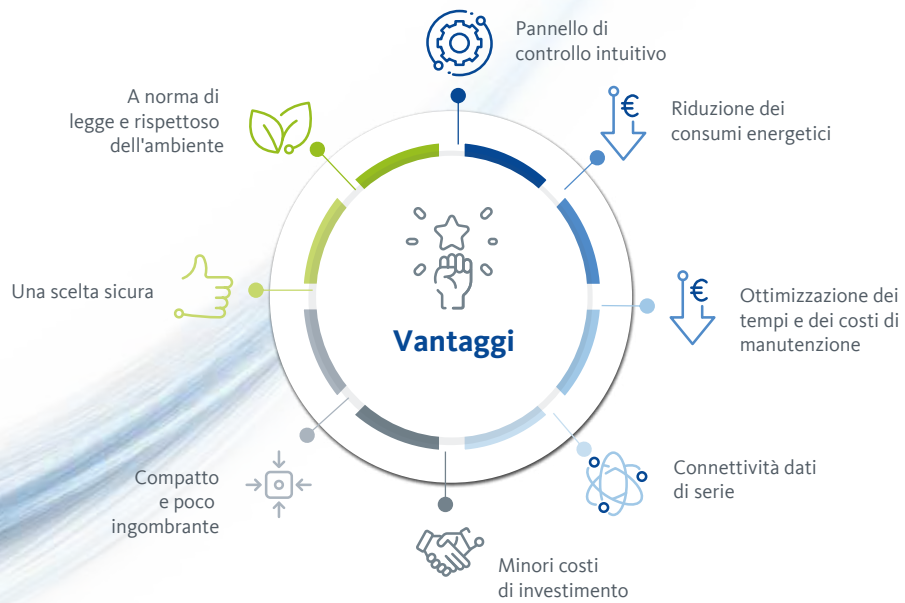 Pannello di
controllo intuitivo
Riduzione dei
consumi energetici
Ottimizzazione dei
tempi e dei costi di
manutenzione
Connettività dati
di serie
Minori costi
di investimento
Compatto
e poco
ingombrante
Una scelta sicura
A norma di
legge e rispettoso
dell'ambiente
€
€
Vantaggi